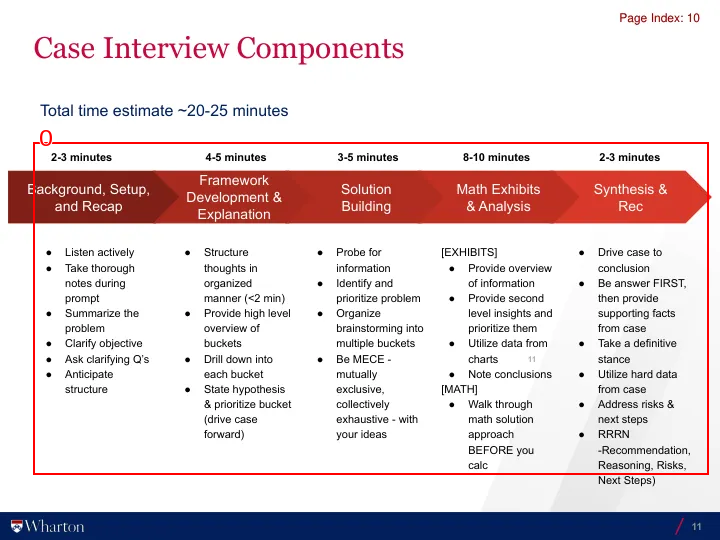 Page Index: 10
Case Interview Components
Total time estimate ~20-25 minutes
0
2-3 minutes
4-5 minutes
3-5 minutes
8-10 minutes
2-3 minutes
Background, Setup,
and Recap
Framework
Development &
Explanation
Solution
Building
Math Exhibits
& Analysis
Synthesis &
Rec
● Listen actively
● Take thorough
notes during
prompt
● Summarize the
problem
● Clarify objective
● Ask clarifying Q's
● Anticipate
structure
● Structure
thoughts in
organized
manner (<2 min)
● Provide high level
overview of
buckets
● Drill down into
each bucket
● State hypothesis
& prioritize bucket
(drive case
forward)
● Probe for
information
● Identify and
prioritize problem
● Organize
brainstorming into
multiple buckets
● Be MECE -
mutually
exclusive,
collectively
exhaustive - with
your ideas
[EXHIBITS]
● Provide overview
of information
● Provide second
level insights and
prioritize them
● Utilize data from
charts
11
● Note conclusions
[MATH]
● Walk through
math solution
approach
BEFORE you
calc
● Drive case to
conclusion
● Be answer FIRST,
then provide
supporting facts
from case
● Take a definitive
stance
● Utilize hard data
from case
● Address risks &
next steps
● RRRN
-Recommendation,
Reasoning, Risks,
Next Steps)
Wharton
11